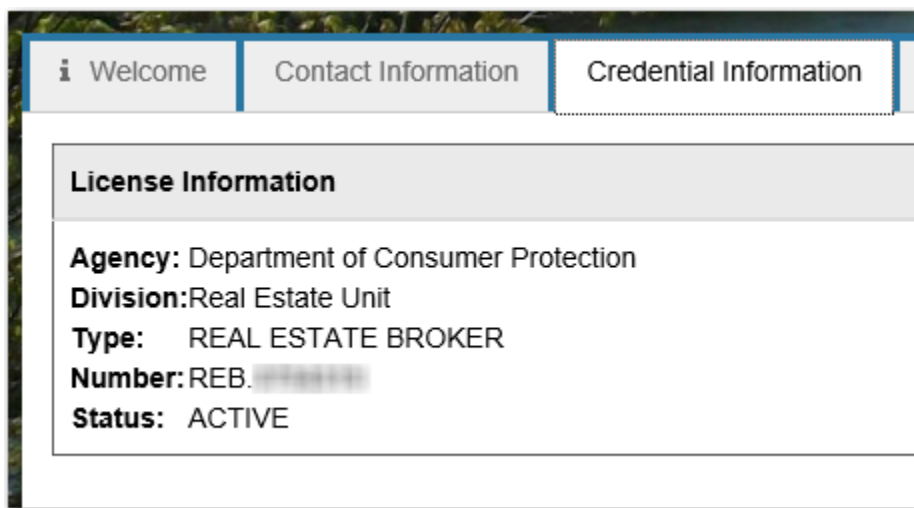 i Welcome Contact Information Credential Information
License Information
Agency: Department of Consumer Protection
Division: Real Estate Unit
Type: REAL ESTATE BROKER
Number: REB.
Status: ACTIVE